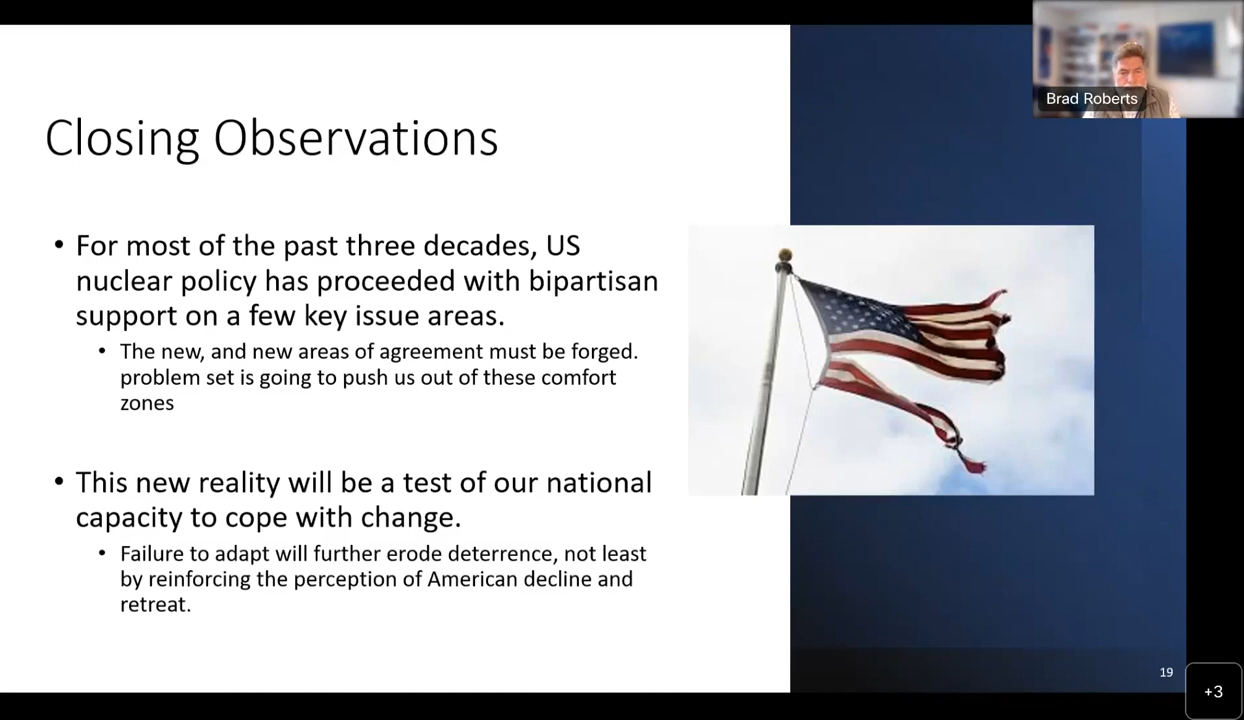 Brad Roberts
Closing Observations
• For most of the past three decades, US
nuclear policy has proceeded with bipartisan
support on a few key issue areas.
• The new, and new areas of agreement must be forged.
problem set is going to push us out of these comfort
zones
• This new reality will be a test of our national
capacity to cope with change.
• Failure to adapt will further erode deterrence, not least
by reinforcing the perception of American decline and
retreat.
19
+3